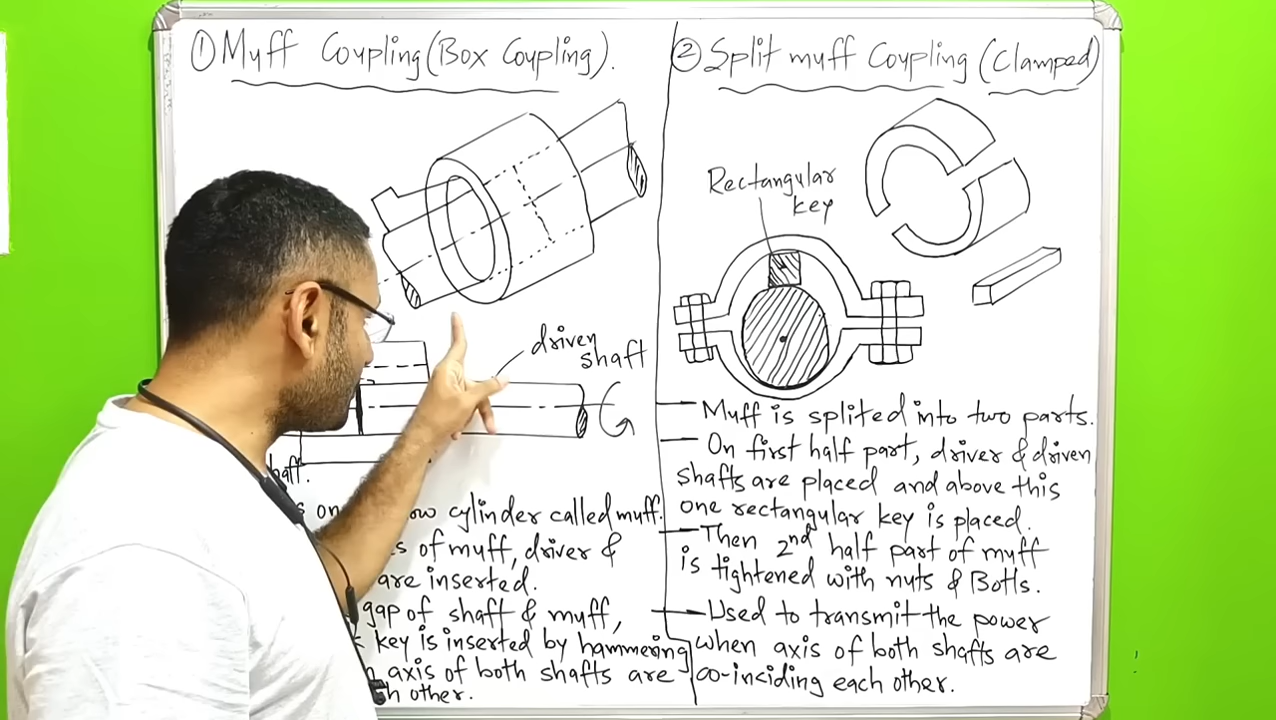 ① Muff Coupling (Box Coupling).
driven
shaft
haft.
on ow cylinder called muff.
s of muff, driver &
are inserted.
gap of shaft & muff,
key is inserted by hammering
axis of both shafts are
h other.
② Split muff Coupling (Clamped)
Rectangular
key
— Muff is splited into two parts.
— On first half part, driver & driven
shafts are placed and above this
one rectangular key is placed.
— Then 2nd half part of muff
is tightened with nuts & Bolts.
— Used to transmit the power
when axis of both shafts are
co-inciding each other.